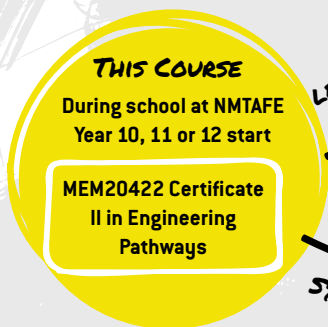 THIS COURSE
During school at NMTAFE
Year 10, 11 or 12 start
MEM20422 Certificate
II in Engineering
Pathways